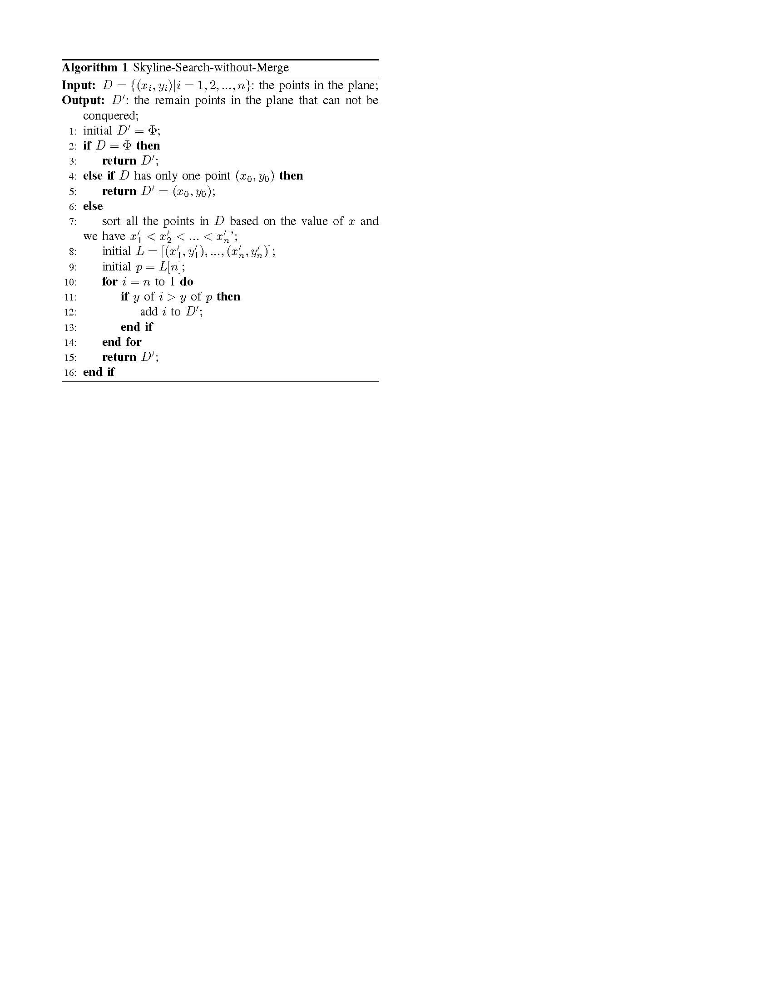 Algorithm 1 Skyline-Search-without-Merge
Input: D = {(x_i, y_i)|i = 1, 2, ..., n}: the points in the plane;
Output: D′: the remain points in the plane that can not be
conquered;
1: initial D′ = Φ;
2: if D = Φ then
3: return D′;
4: else if D has only one point (x_0, y_0) then
5: return D′ = (x_0, y_0);
6: else
7: sort all the points in D based on the value of x and
we have x′_1 < x′_2 < ... < x′_n’;
8: initial L = [(x′_1, y′_1), ..., (x′_n, y′_n)];
9: initial p = L[n];
10: for i = n to 1 do
11: if y of i > y of p then
12: add i to D′;
13: end if
14: end for
15: return D′;
16: end if